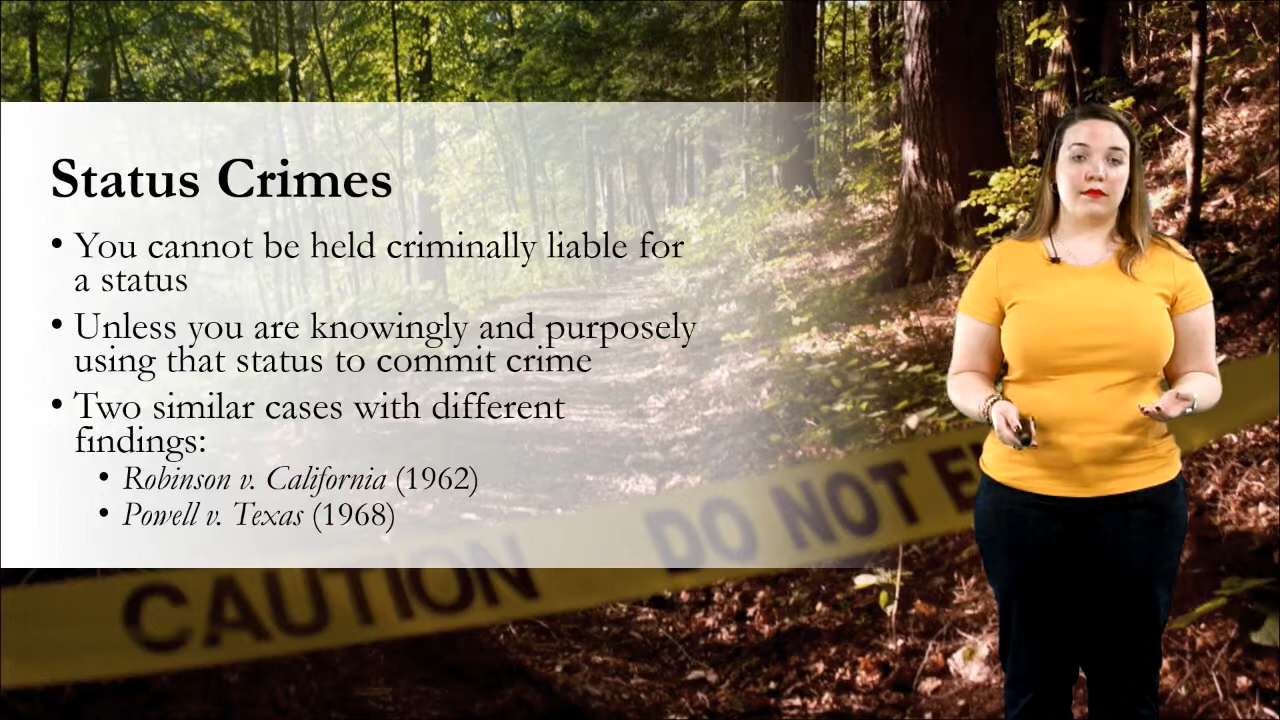 Status Crimes
• You cannot be held criminally liable for
a status
• Unless you are knowingly and purposely
using that status to commit crime
• Two similar cases with different
findings:
• Robinson v. California (1962)
• Powell v. Texas (1968)
CAUTION DO NOT